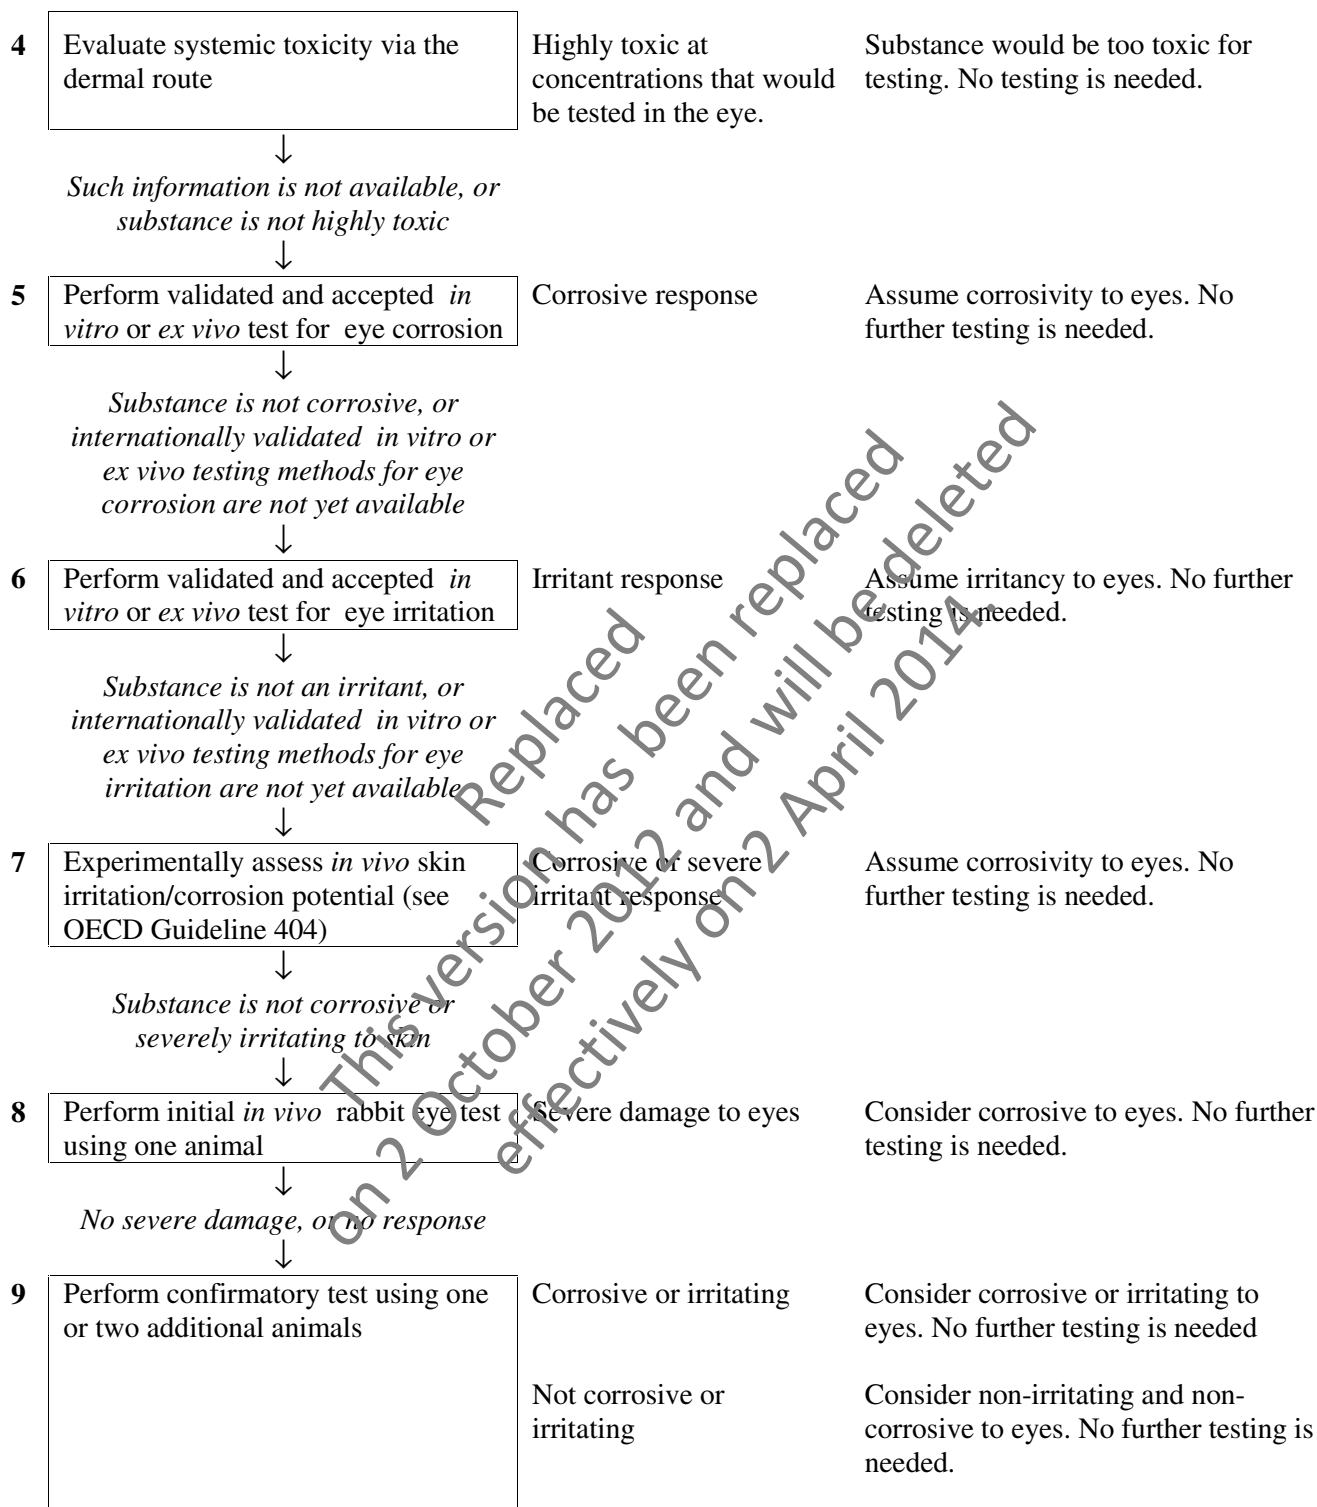 4 Evaluate systemic toxicity via the dermal route
Highly toxic at concentrations that would be tested in the eye.
Substance would be too toxic for testing. No testing is needed.
↓
Such information is not available, or
substance is not highly toxic
↓
5 Perform validated and accepted in vitro or ex vivo test for eye corrosion
Corrosive response
Assume corrosivity to eyes. No further testing is needed.
↓
Substance is not corrosive, or
internationally validated in vitro or
ex vivo testing methods for eye
corrosion are not yet available
↓
6 Perform validated and accepted in vitro or ex vivo test for eye irritation
Irritant response
Assume irritancy to eyes. No further testing is needed.
↓
Substance is not an irritant, or
internationally validated in vitro or
ex vivo testing methods for eye
irritation are not yet available
↓
7 Experimentally assess in vivo skin irritation/corrosion potential (see OECD Guideline 404)
Corrosive or severe irritant response
Assume corrosivity to eyes. No further testing is needed.
↓
Substance is not corrosive or
severely irritating to skin
↓
8 Perform initial in vivo rabbit eye test using one animal
Severe damage to eyes
Consider corrosive to eyes. No further testing is needed.
↓
No severe damage, or no response
↓
9 Perform confirmatory test using one or two additional animals
Corrosive or irritating
Consider corrosive or irritating to eyes. No further testing is needed
Not corrosive or irritating
Consider non-irritating and non-corrosive to eyes. No further testing is needed.
Replaced
This version has been replaced
on 2 October 2012 and will be deleted
effectively on 2 April 2014.